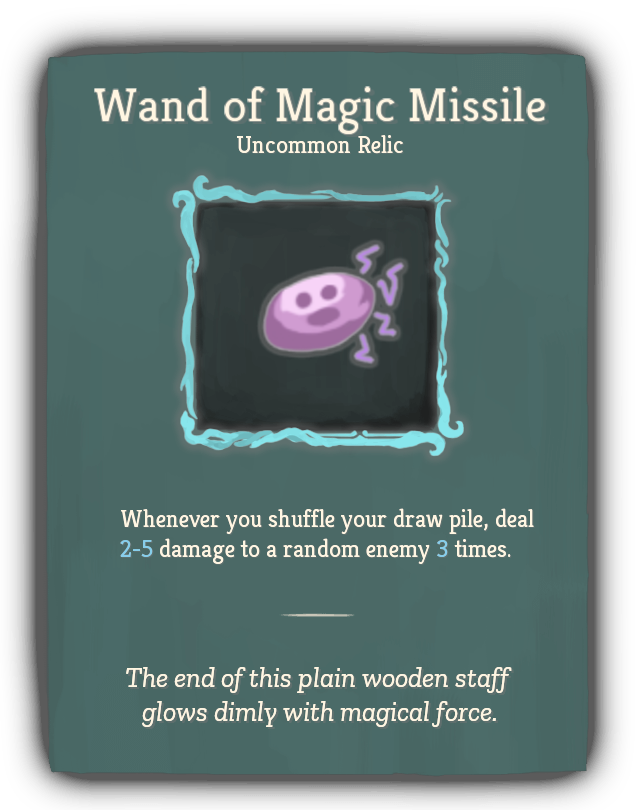 Wand of Magic Missile
Uncommon Relic
Whenever you shuffle your draw pile, deal
2-5 damage to a random enemy 3 times.
The end of this plain wooden staff
glows dimly with magical force.